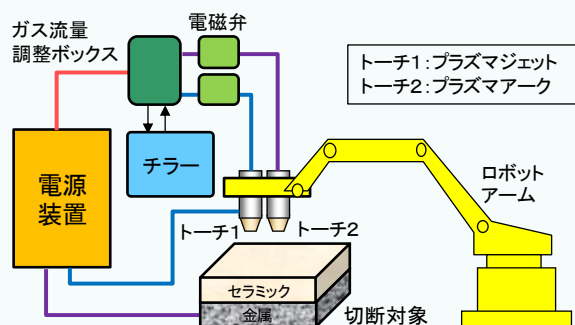 ガス流量
調整ボックス
電磁弁
トーチ1:プラズマジェット
トーチ2:プラズマアーク
電源
装置
チラー
ロボット
アーム
トーチ1
トーチ2
セラミック
金属
切断対象